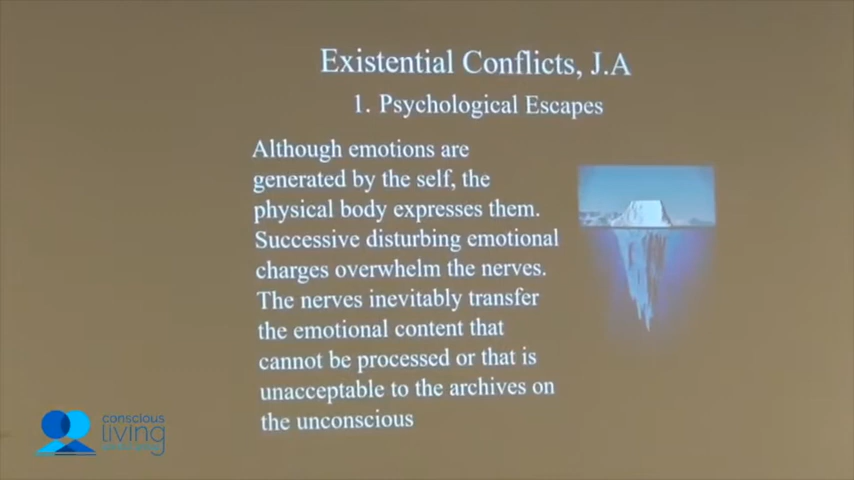 Existential Conflicts, J.A
1. Psychological Escapes
Although emotions are
generated by the self, the
physical body expresses them.
Successive disturbing emotional
charges overwhelm the nerves.
The nerves inevitably transfer
the emotional content that
cannot be processed or that is
unacceptable to the archives on
the unconscious
conscious
living